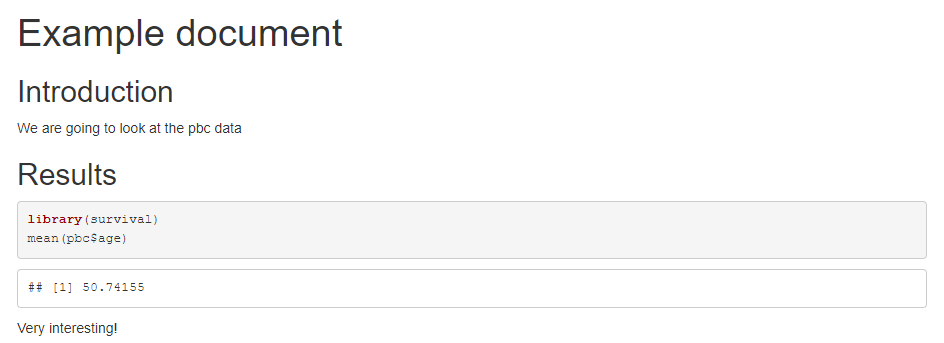 Example document
Introduction
We are going to look at the pbc data
Results
library(survival)
mean(pbc$age)
## [1] 50.74155
Very interesting!